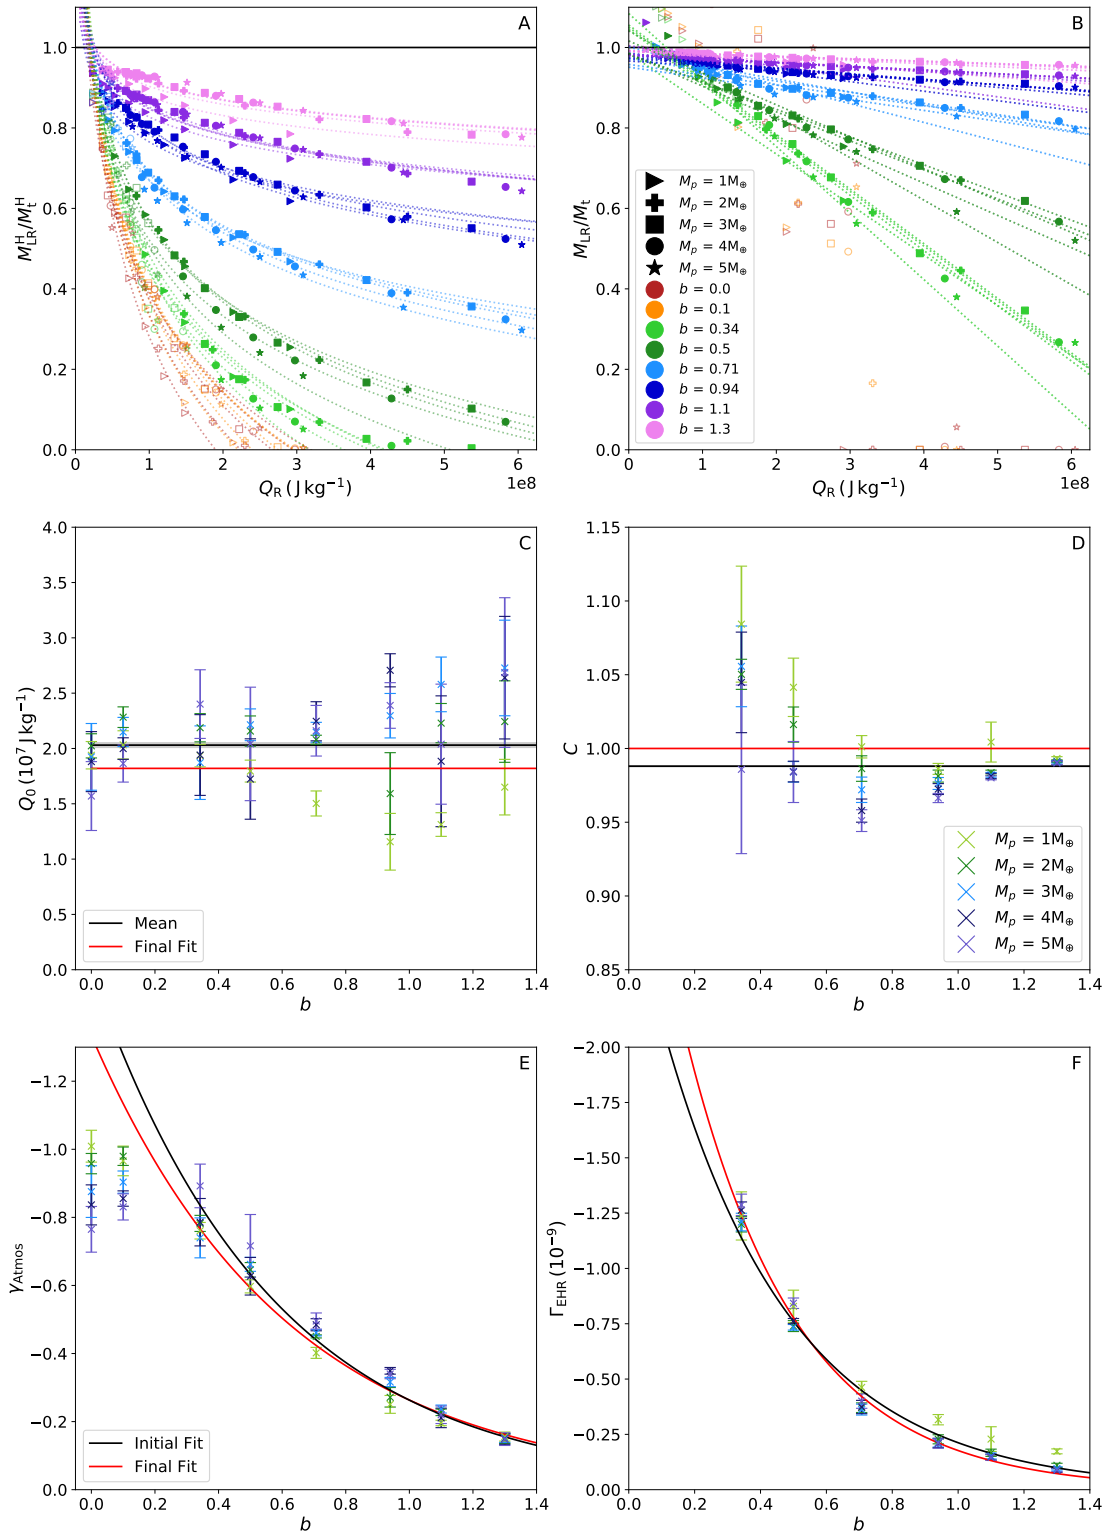 A
1.0
0.8
0.6
0.4
0.2
0.0
M_LR^H/M_t^H
0 1 2 3 4 5 6
1e8
Q_R (J kg⁻¹)
B
1.0
0.8
0.6
0.4
0.2
0.0
M_LR/M_t
M_p = 1M⊕
M_p = 2M⊕
M_p = 3M⊕
M_p = 4M⊕
M_p = 5M⊕
b = 0.0
b = 0.1
b = 0.34
b = 0.5
b = 0.71
b = 0.94
b = 1.1
b = 1.3
0 1 2 3 4 5 6
1e8
Q_R (J kg⁻¹)
C
4.0
3.5
3.0
2.5
2.0
1.5
1.0
0.5
0.0
Q_0 (10⁷ J kg⁻¹)
Mean
Final Fit
0.0 0.2 0.4 0.6 0.8 1.0 1.2 1.4
b
D
1.15
1.10
1.05
1.00
0.95
0.90
0.85
C
M_p = 1M⊕
M_p = 2M⊕
M_p = 3M⊕
M_p = 4M⊕
M_p = 5M⊕
0.0 0.2 0.4 0.6 0.8 1.0 1.2 1.4
b
E
−1.2
−1.0
−0.8
−0.6
−0.4
−0.2
0.0
γ_Atmos
Initial Fit
Final Fit
0.0 0.2 0.4 0.6 0.8 1.0 1.2 1.4
b
F
−2.00
−1.75
−1.50
−1.25
−1.00
−0.75
−0.50
−0.25
0.00
Γ_EHR (10⁻⁹)
0.0 0.2 0.4 0.6 0.8 1.0 1.2 1.4
b